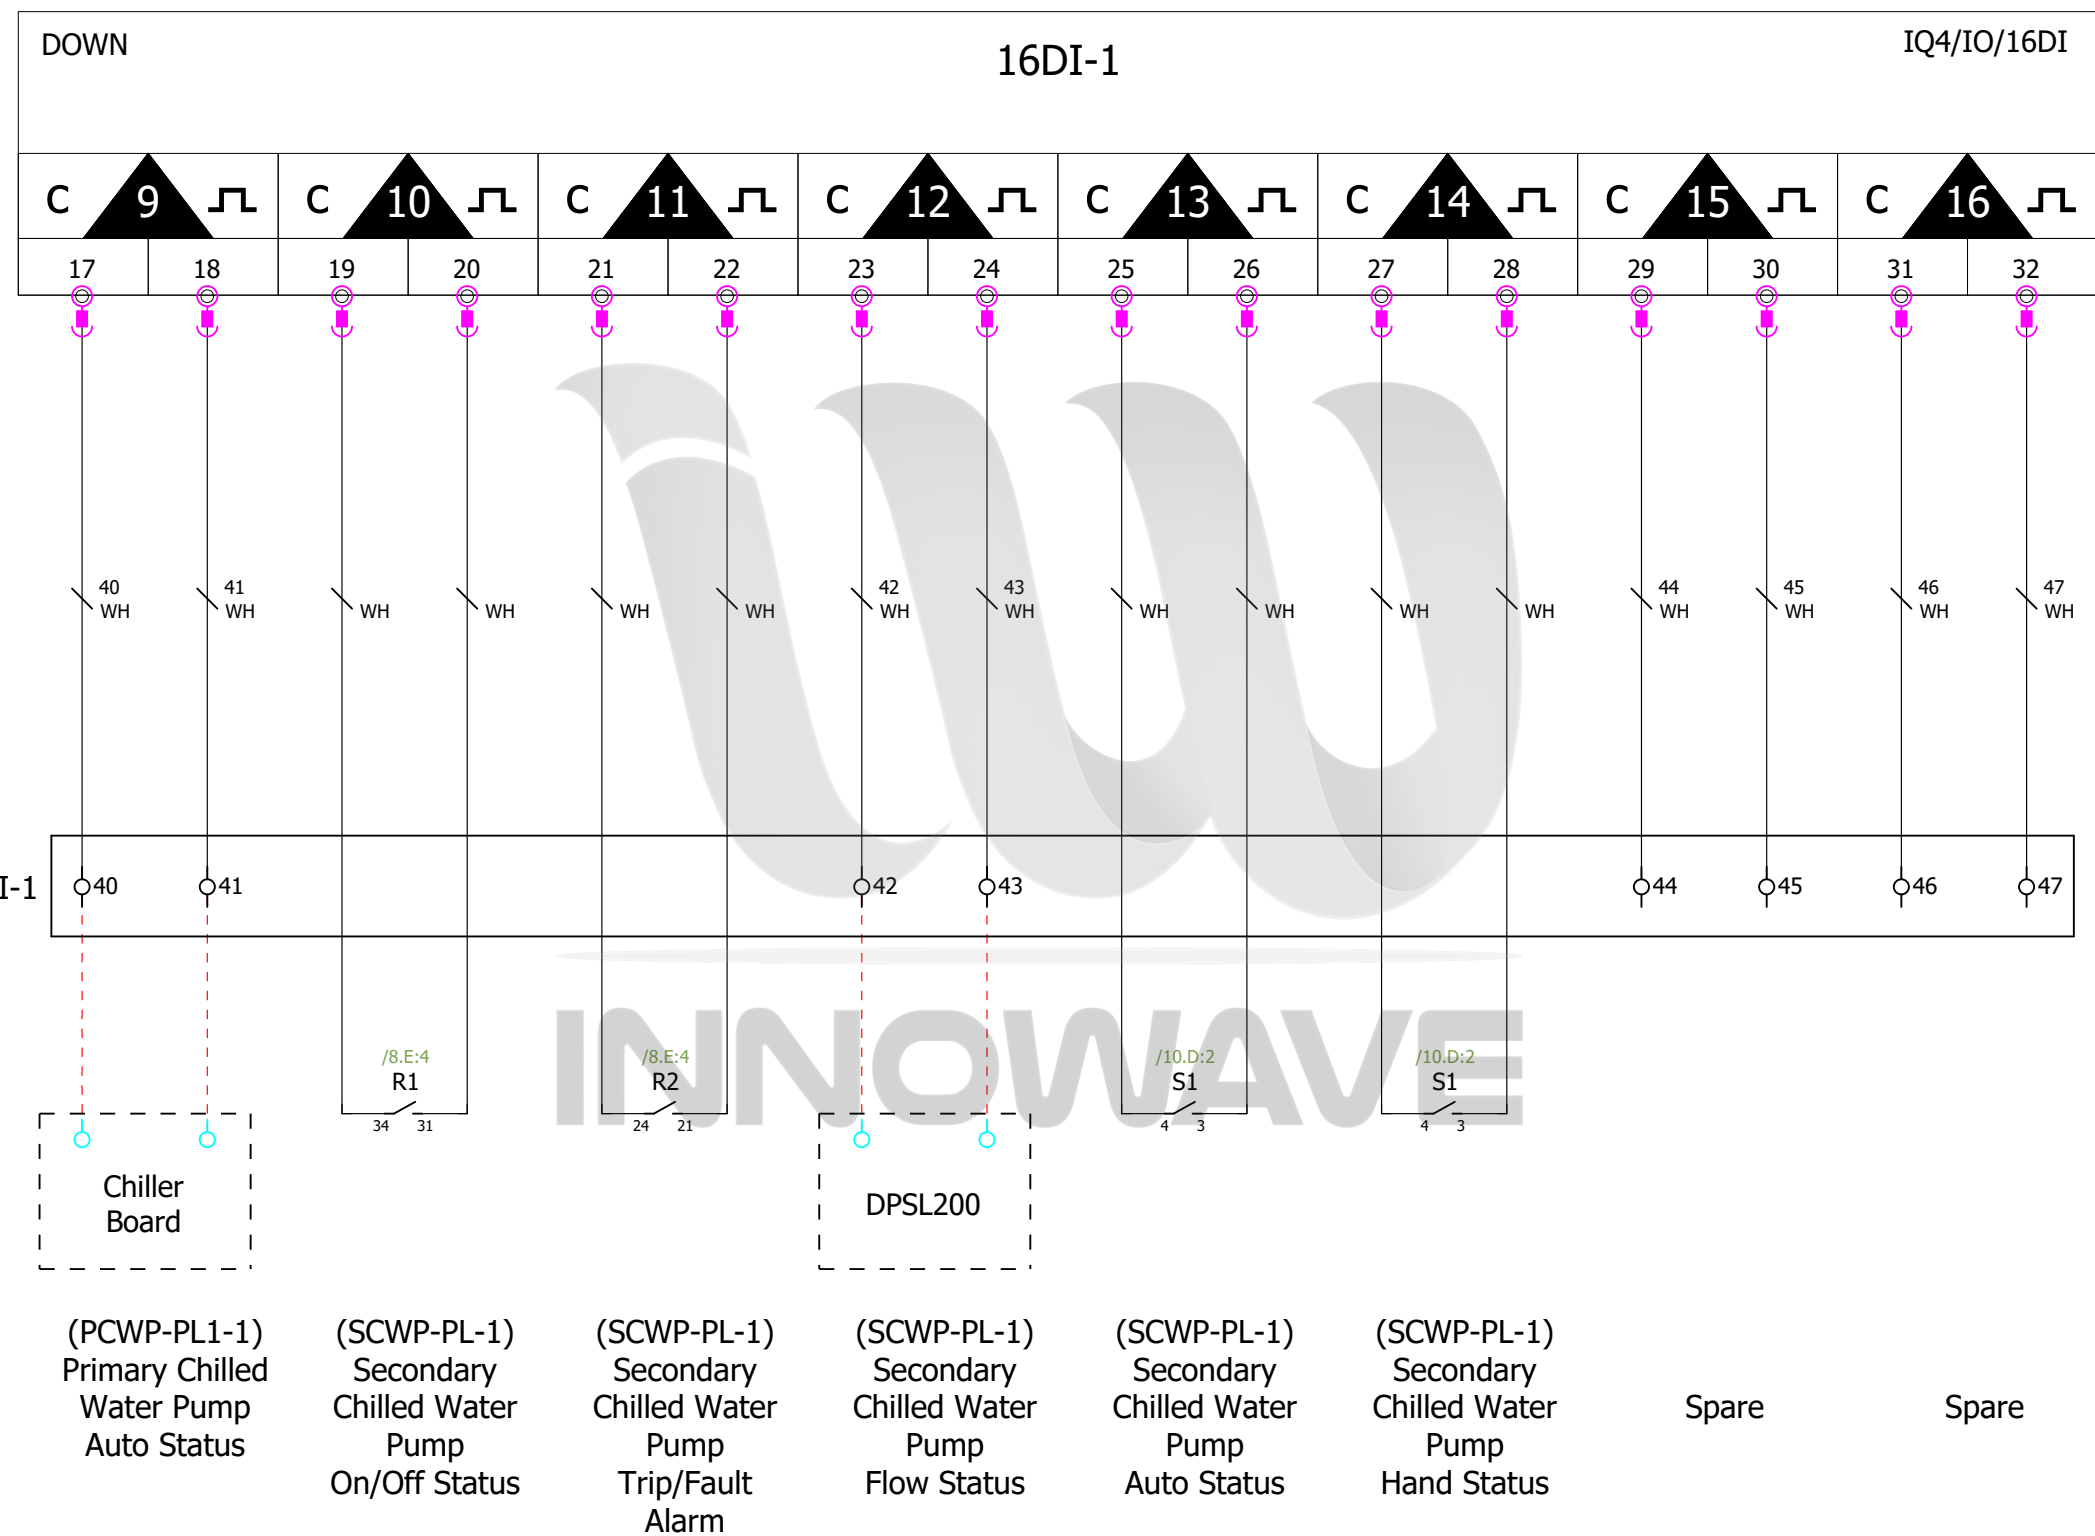 DOWN
16DI-1
IQ4/IO/16DI
C 9 C 10 C 11 C 12 C 13 C 14 C 15 C 16
17 18 19 20 21 22 23 24 25 26 27 28 29 30 31 32
40 41 42 43 44 45 46 47
WH WH WH WH WH WH WH WH WH WH WH WH WH WH WH WH
I-1 40 41 42 43 44 45 46 47
INNOWAVE
/8.E:4 /8.E:4 /10.D:2 /10.D:2
R1 R2 S1 S1
34 31 24 21 4 3 4 3
Chiller
Board
DPSL200
(PCWP-PL1-1)
Primary Chilled
Water Pump
Auto Status
(SCWP-PL-1)
Secondary
Chilled Water
Pump
On/Off Status
(SCWP-PL-1)
Secondary
Chilled Water
Pump
Trip/Fault
Alarm
(SCWP-PL-1)
Secondary
Chilled Water
Pump
Flow Status
(SCWP-PL-1)
Secondary
Chilled Water
Pump
Auto Status
(SCWP-PL-1)
Secondary
Chilled Water
Pump
Hand Status
Spare
Spare